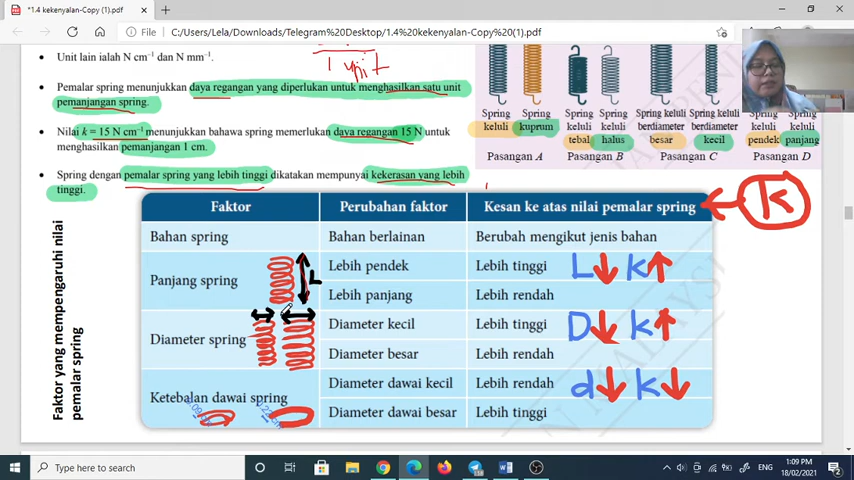 *1.4 kekenyalan-Copy (1).pdf
File
C:/Users/Lela/Downloads/Telegram%20Desktop/1.4%20kekenyalan-Copy%20(1).pdf
1 unit
• Unit lain ialah N cm⁻¹ dan N mm⁻¹.
• Pemalar spring menunjukkan daya regangan yang diperlukan untuk menghasilkan satu unit
pemanjangan spring.
• Nilai k = 15 N cm⁻¹ menunjukkan bahawa spring memerlukan daya regangan 15 N untuk
menghasilkan pemanjangan 1 cm.
• Spring dengan pemalar spring yang lebih tinggi dikatakan mempunyai kekerasan yang lebih
tinggi.
Spring Spring Spring Spring Spring keluli Spring keluli Spring Spring
keluli kuprum keluli keluli berdiameter berdiameter keluli keluli
tebal halus besar kecil pendek panjang
Pasangan A Pasangan B Pasangan C Pasangan D
Faktor yang mempengaruhi nilai
pemalar spring
Faktor Perubahan faktor Kesan ke atas nilai pemalar spring K
Bahan spring Bahan berlainan Berubah mengikut jenis bahan
Panjang spring L Lebih pendek Lebih tinggi L↓ K↑
Lebih panjang Lebih rendah
Diameter spring Diameter kecil Lebih tinggi D↓ K↑
Diameter besar Lebih rendah
Ketebalan dawai spring Diameter dawai kecil Lebih rendah d↓ K↓
Diameter dawai besar Lebih tinggi
Type here to search
ENG
1:09 PM
18/02/2021